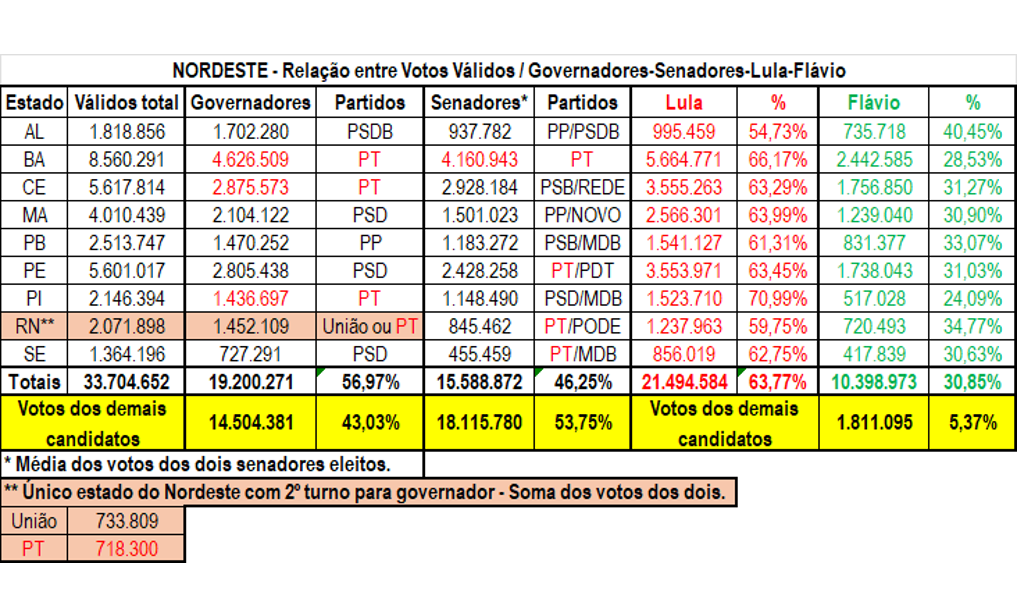 NORDESTE - Relação entre Votos Válidos / Governadores-Senadores-Lula-Flávio
Estado Válidos total Governadores Partidos Senadores* Partidos Lula % Flávio %
AL 1.818.856 1.702.280 PSDB 937.782 PP/PSDB 995.459 54,73% 735.718 40,45%
BA 8.560.291 4.626.509 PT 4.160.943 PT 5.664.771 66,17% 2.442.585 28,53%
CE 5.617.814 2.875.573 PT 2.928.184 PSB/REDE 3.555.263 63,29% 1.756.850 31,27%
MA 4.010.439 2.104.122 PSD 1.501.023 PP/NOVO 2.566.301 63,99% 1.239.040 30,90%
PB 2.513.747 1.470.252 PP 1.183.272 PSB/MDB 1.541.127 61,31% 831.377 33,07%
PE 5.601.017 2.805.438 PSD 2.428.258 PT/PDT 3.553.971 63,45% 1.738.043 31,03%
PI 2.146.394 1.436.697 PT 1.148.490 PSD/MDB 1.523.710 70,99% 517.028 24,09%
RN** 2.071.898 1.452.109 União ou PT 845.462 PT/PODE 1.237.963 59,75% 720.493 34,77%
SE 1.364.196 727.291 PSD 455.459 PT/MDB 856.019 62,75% 417.839 30,63%
Totais 33.704.652 19.200.271 56,97% 15.588.872 46,25% 21.494.584 63,77% 10.398.973 30,85%
Votos dos demais
candidatos
14.504.381 43,03% 18.115.780 53,75%
Votos dos demais
candidatos
1.811.095 5,37%
* Média dos votos dos dois senadores eleitos.
** Único estado do Nordeste com 2º turno para governador - Soma dos votos dos dois.
União 733.809
PT 718.300